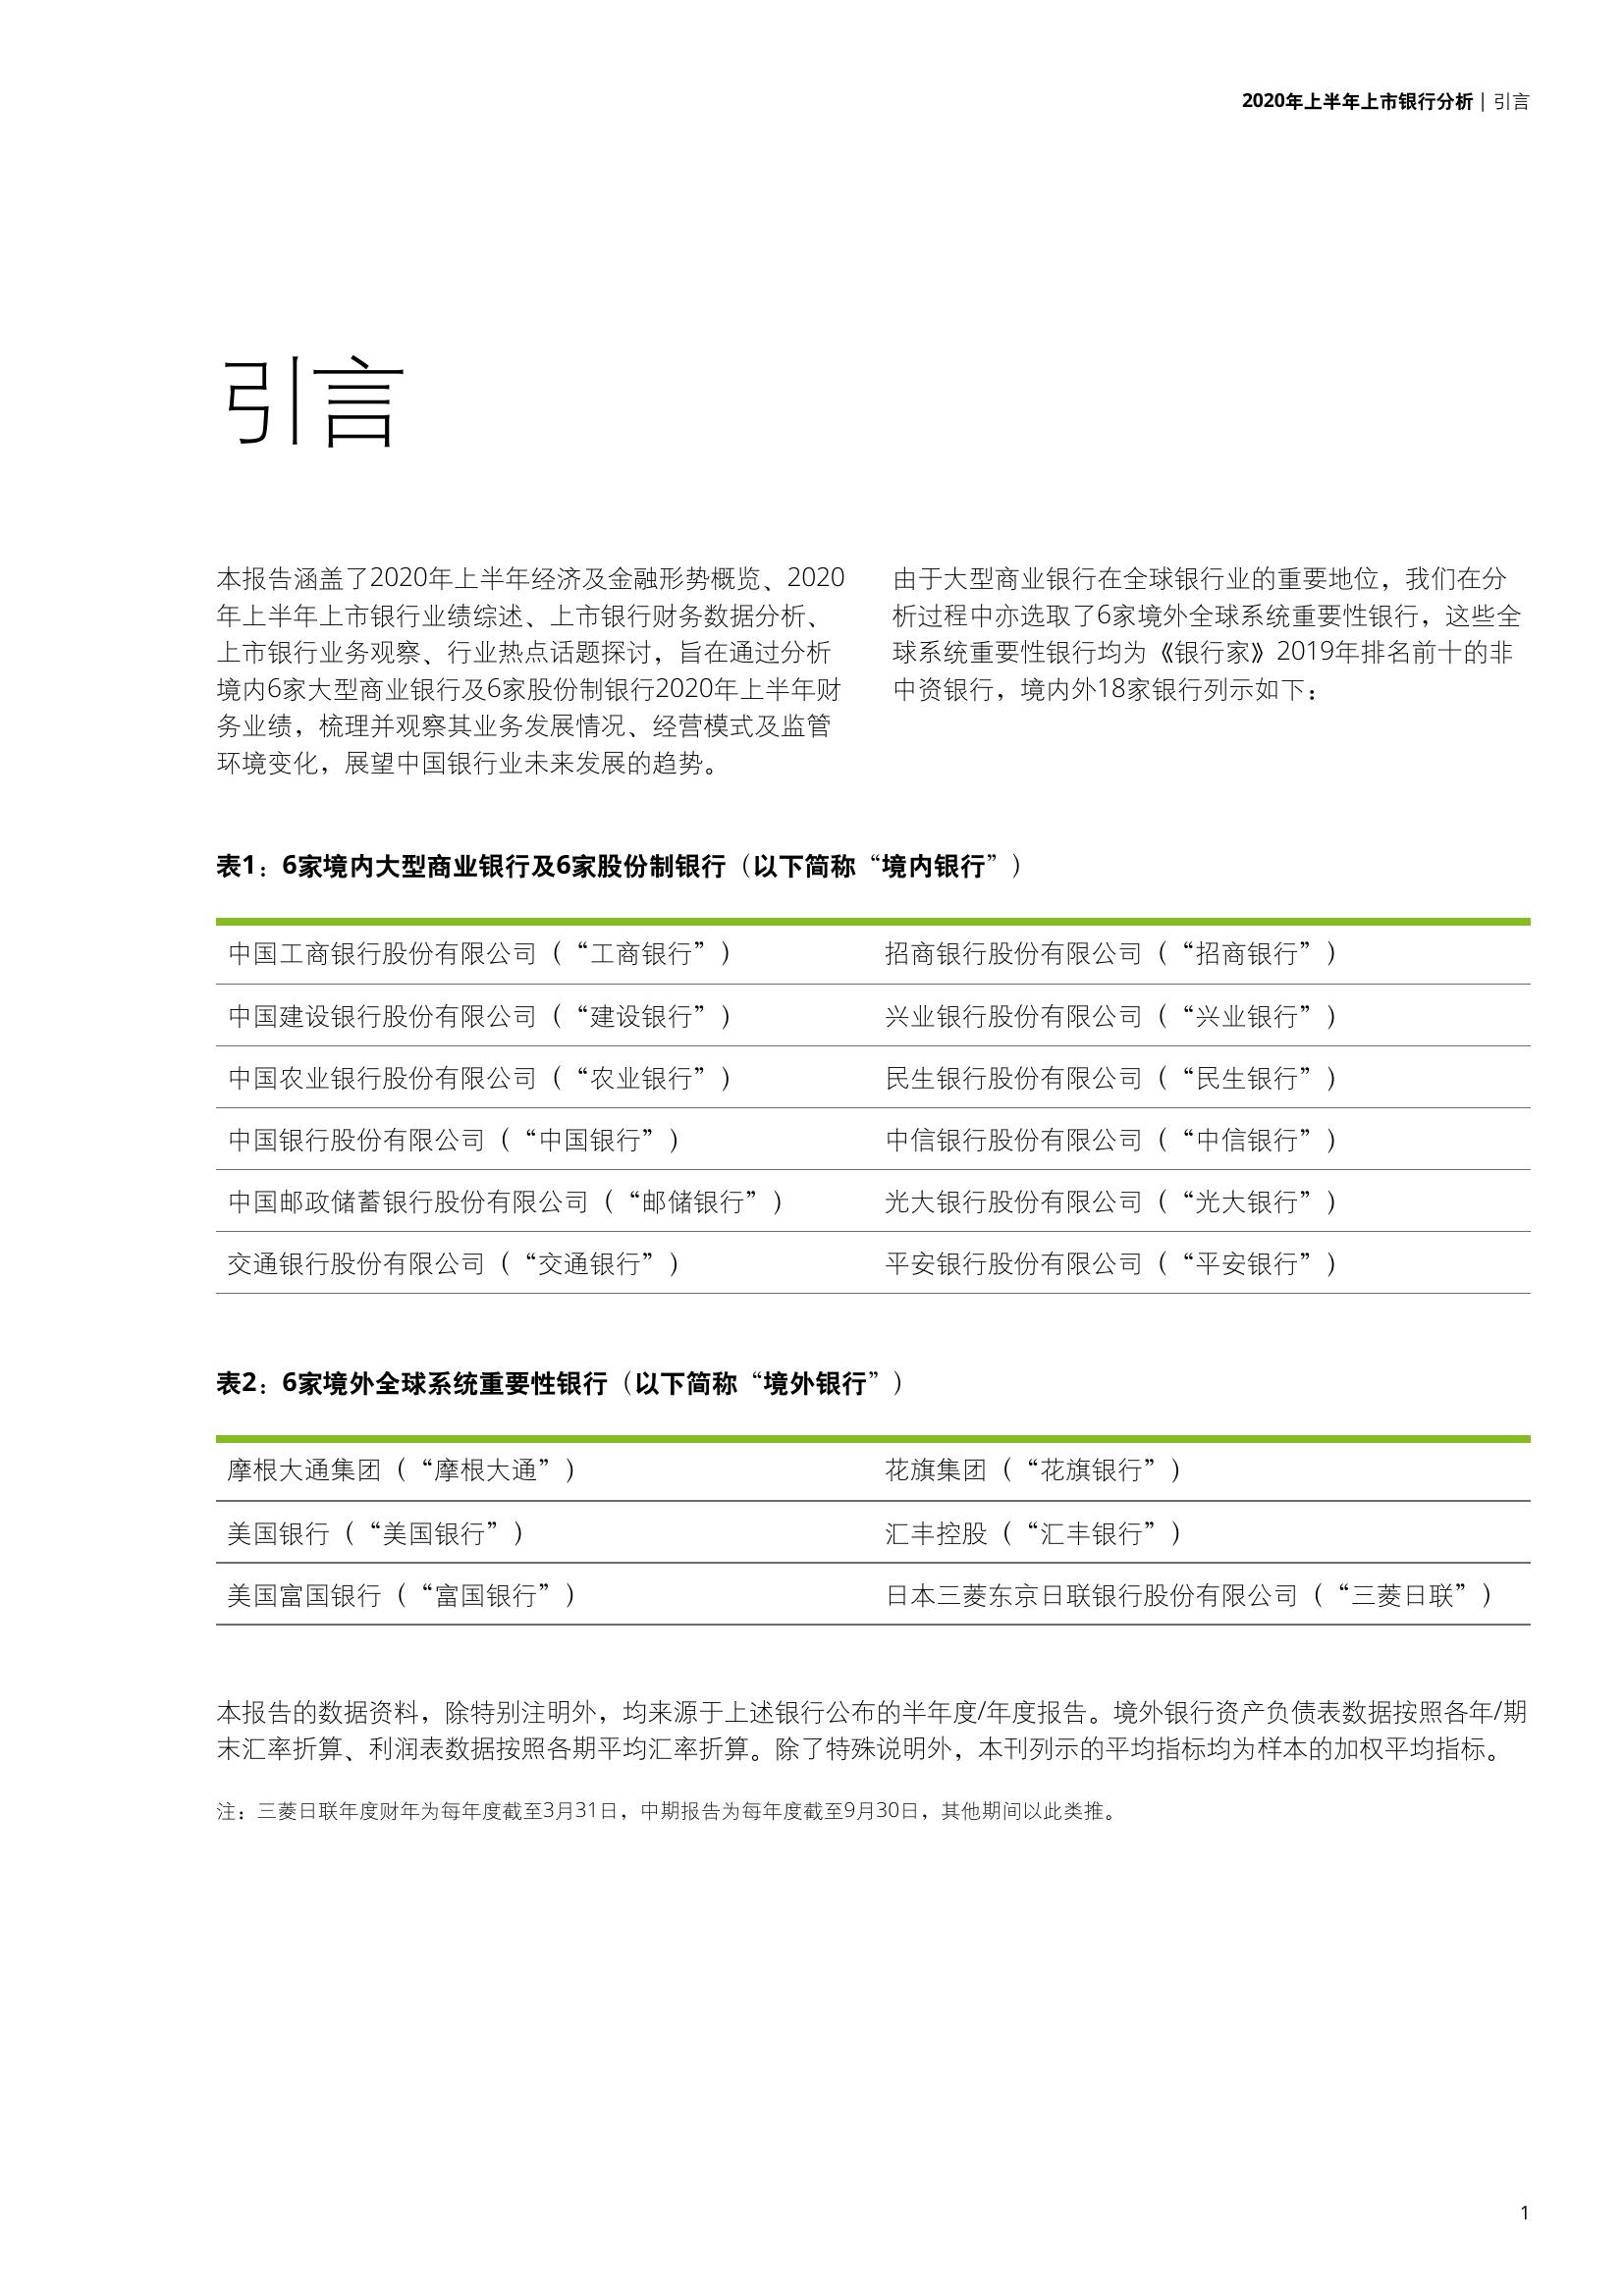 2020年上半年上市银行分析 | 引言
引言
本报告涵盖了2020年上半年经济及金融形势概览、2020
年上半年上市银行业绩综述、上市银行财务数据分析、
上市银行业务观察、行业热点话题探讨，旨在通过分析
境内6家大型商业银行及6家股份制银行2020年上半年财
务业绩，梳理并观察其业务发展情况、经营模式及监管
环境变化，展望中国银行业未来发展的趋势。
由于大型商业银行在全球银行业的重要地位，我们在分
析过程中亦选取了6家境外全球系统重要性银行，这些全
球系统重要性银行均为《银行家》2019年排名前十的非
中资银行，境内外18家银行列示如下：
表1：6家境内大型商业银行及6家股份制银行（以下简称“境内银行”）
中国工商银行股份有限公司（“工商银行”） 招商银行股份有限公司（“招商银行”）
中国建设银行股份有限公司（“建设银行”） 兴业银行股份有限公司（“兴业银行”）
中国农业银行股份有限公司（“农业银行”） 民生银行股份有限公司（“民生银行”）
中国银行股份有限公司（“中国银行”） 中信银行股份有限公司（“中信银行”）
中国邮政储蓄银行股份有限公司（“邮储银行”） 光大银行股份有限公司（“光大银行”）
交通银行股份有限公司（“交通银行”） 平安银行股份有限公司（“平安银行”）
表2：6家境外全球系统重要性银行（以下简称“境外银行”）
摩根大通集团（“摩根大通”） 花旗集团（“花旗银行”）
美国银行（“美国银行”） 汇丰控股（“汇丰银行”）
美国富国银行（“富国银行”） 日本三菱东京日联银行股份有限公司（“三菱日联”）
本报告的数据资料，除特别注明外，均来源于上述银行公布的半年度/年度报告。境外银行资产负债表数据按照各年/期
末汇率折算、利润表数据按照各期平均汇率折算。除了特殊说明外，本刊列示的平均指标均为样本的加权平均指标。
注：三菱日联年度财年为每年度截至3月31日，中期报告为每年度截至9月30日，其他期间以此类推。
1